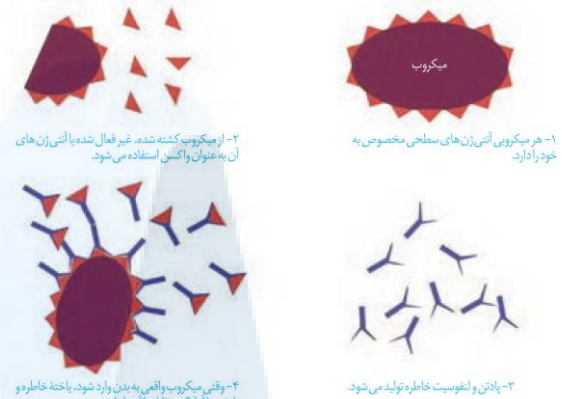 میکروب
۱- هر میکروبی آنتی ژن های سطحی مخصوص به
خود را دارد.
۲- از میکروب کشته شده، غیر فعال شده یا آنتی ژن های
آن به عنوان واکسن استفاده می شود.
۳- پادتن و لنفوسیت خاطره تولید می شود.
۴- وقتی میکروب واقعی به بدن وارد شود، یاختهٔ خاطره و